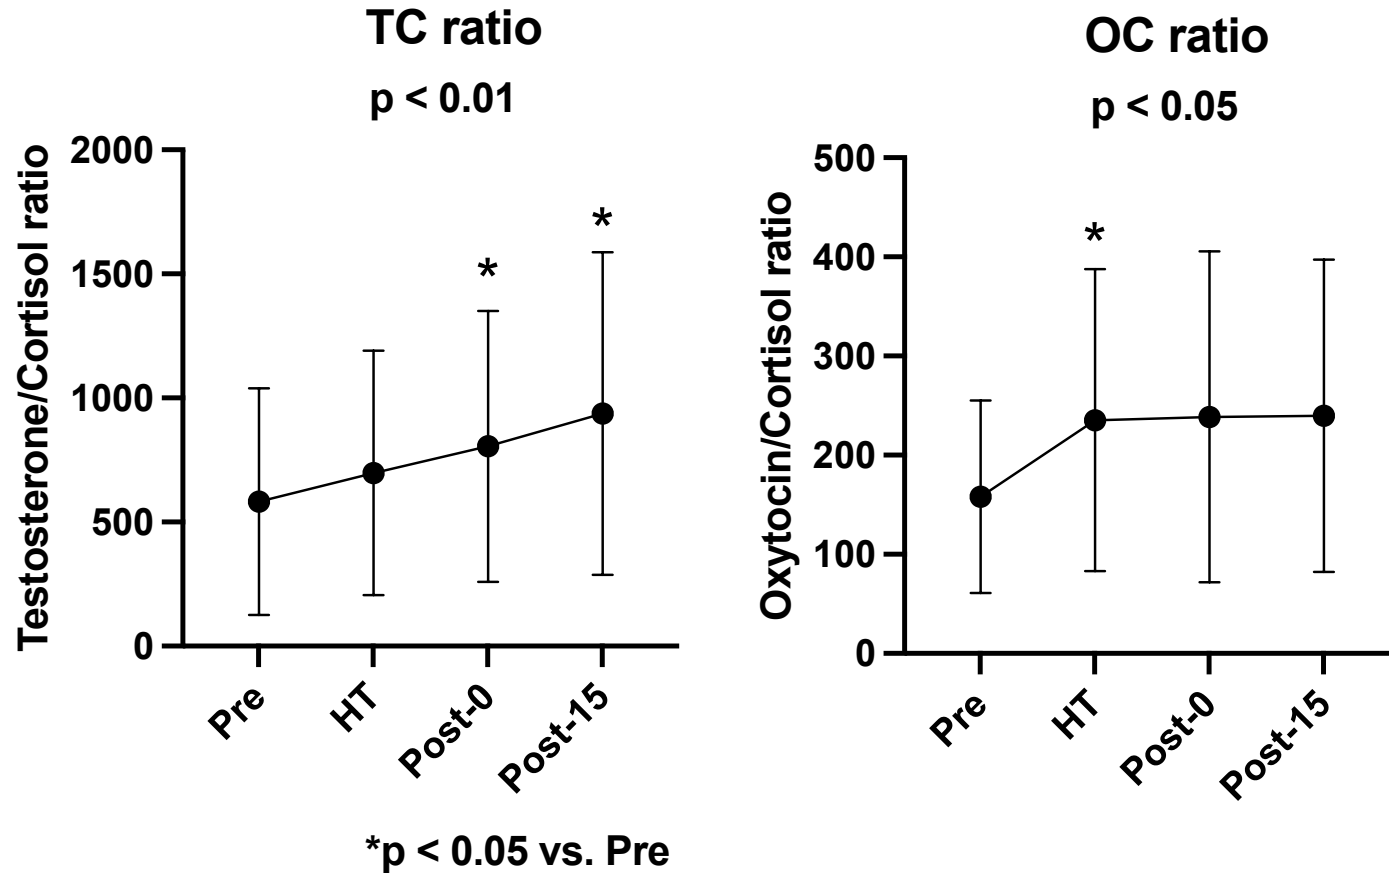 TC ratio
p < 0.01
Testosterone/Cortisol ratio
2000
1500
1000
500
0
*
*
Pre
HT
Post-0
Post-15
OC ratio
p < 0.05
Oxytocin/Cortisol ratio
500
400
300
200
100
0
*
Pre
HT
Post-0
Post-15
*p < 0.05 vs. Pre